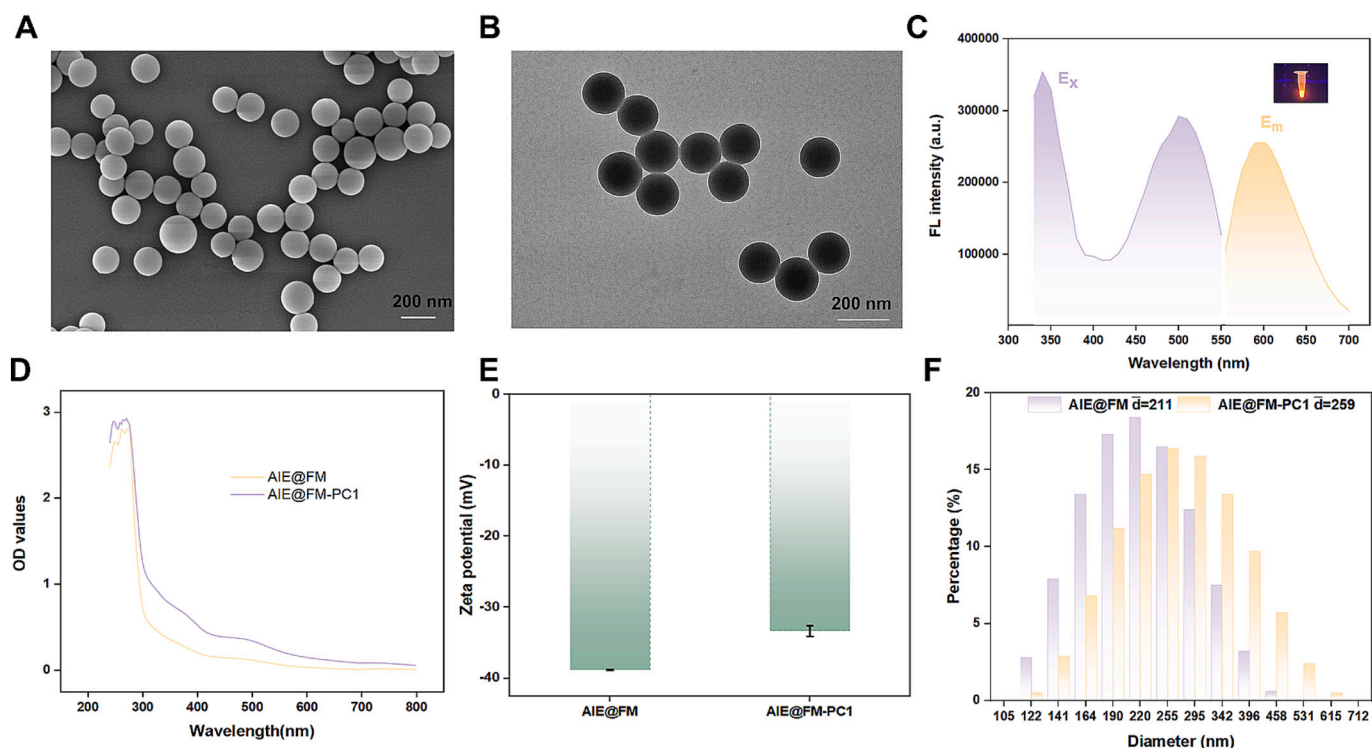 A
200 nm
B
200 nm
C
400000
300000
200000
100000
FL intensity (a.u.)
Ex
Em
300 350 400 450 500 550 600 650 700
Wavelength (nm)
D
3
2
1
0
OD values
AIE@FM
AIE@FM-PC1
200 300 400 500 600 700 800
Wavelength(nm)
E
0
-10
-20
-30
-40
Zeta potential (mV)
AIE@FM AIE@FM-PC1
F
20
15
10
5
0
Percentage (%)
AIE@FM d̅=211 AIE@FM-PC1 d̅=259
105 122 141 164 190 220 255 295 342 396 458 531 615 712
Diameter (nm)